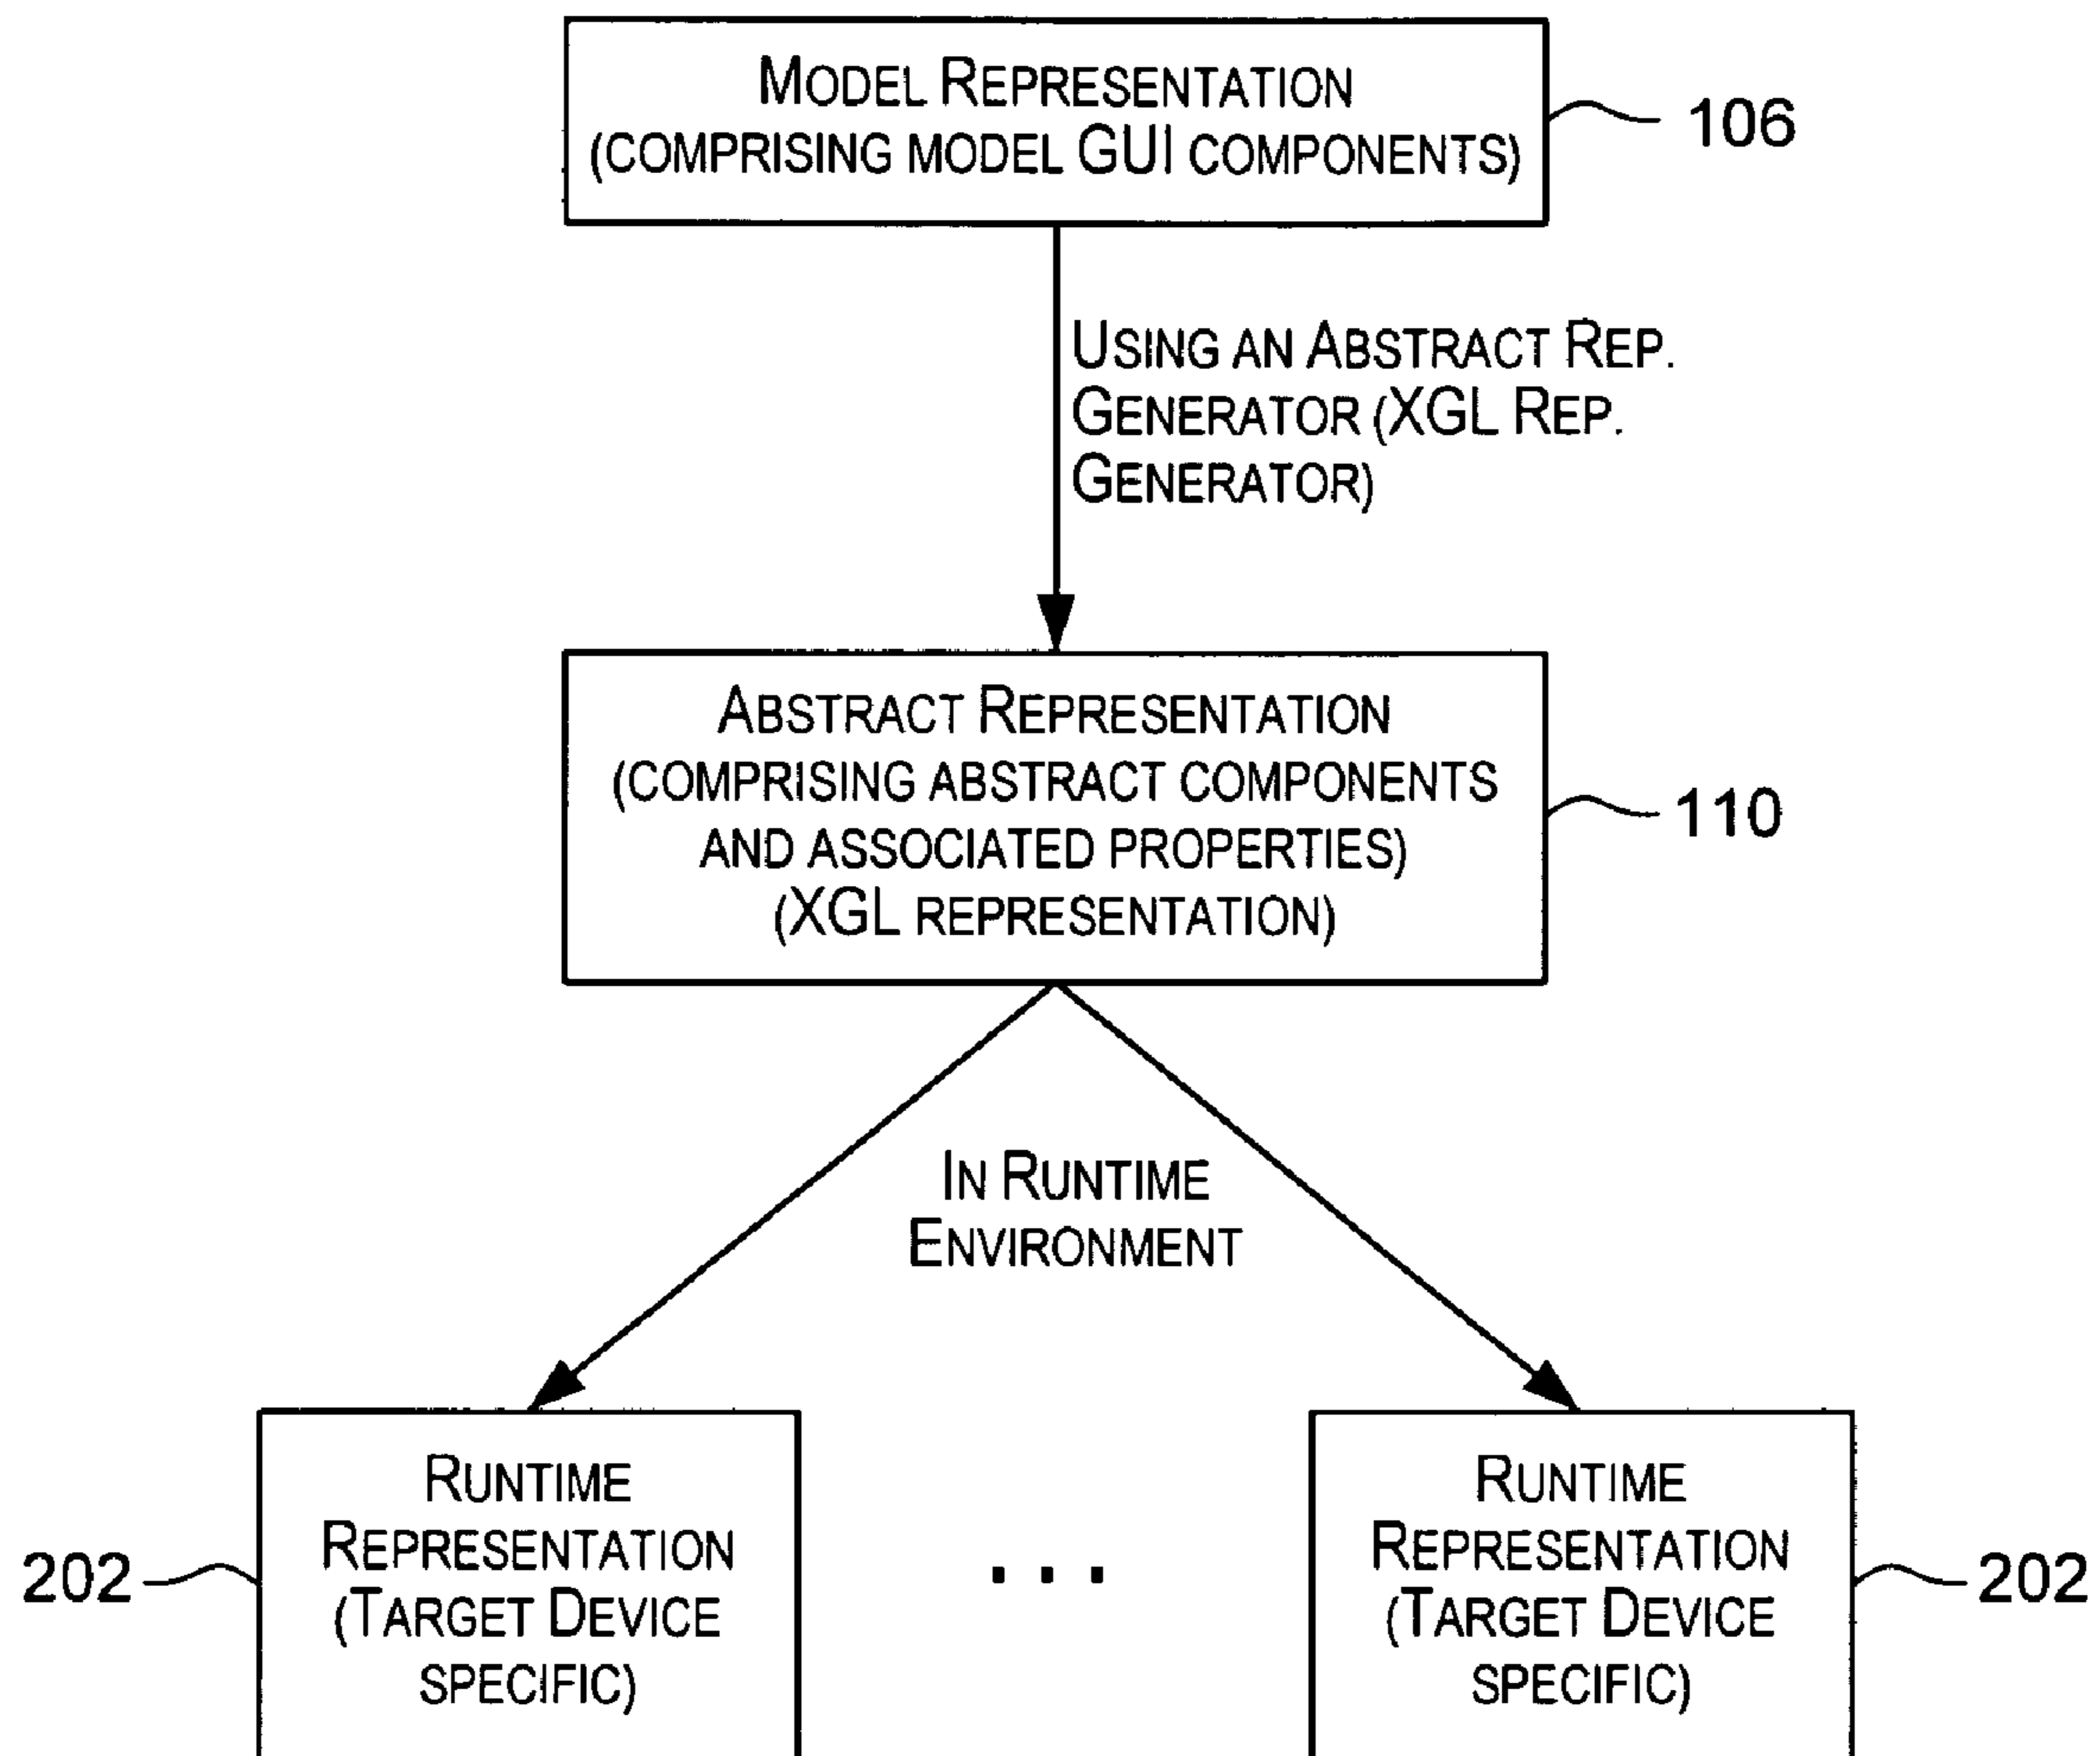 MODEL REPRESENTATION
(COMPRISING MODEL GUI COMPONENTS)
106
USING AN ABSTRACT REP.
GENERATOR (XGL REP.
GENERATOR)
ABSTRACT REPRESENTATION
(COMPRISING ABSTRACT COMPONENTS
AND ASSOCIATED PROPERTIES)
(XGL REPRESENTATION)
110
IN RUNTIME
ENVIRONMENT
202
RUNTIME
REPRESENTATION
(TARGET DEVICE
SPECIFIC)
...
RUNTIME
REPRESENTATION
(TARGET DEVICE
SPECIFIC)
202